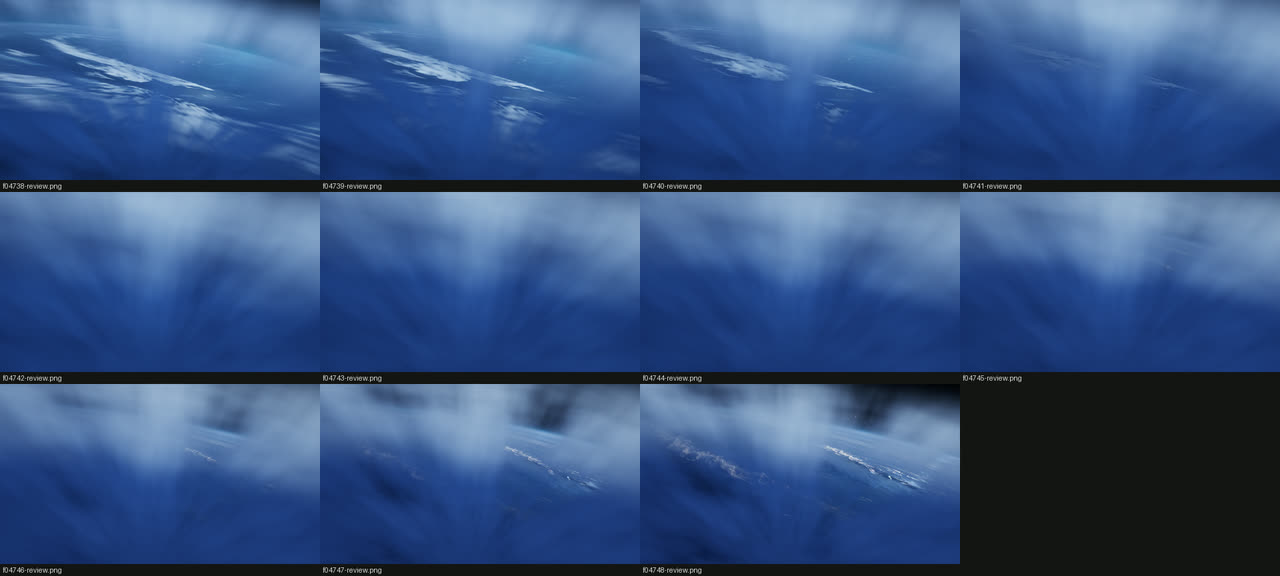 f04738-review.png
f04739-review.png
f04740-review.png
f04741-review.png
f04742-review.png
f04743-review.png
f04744-review.png
f04745-review.png
f04746-review.png
f04747-review.png
f04748-review.png